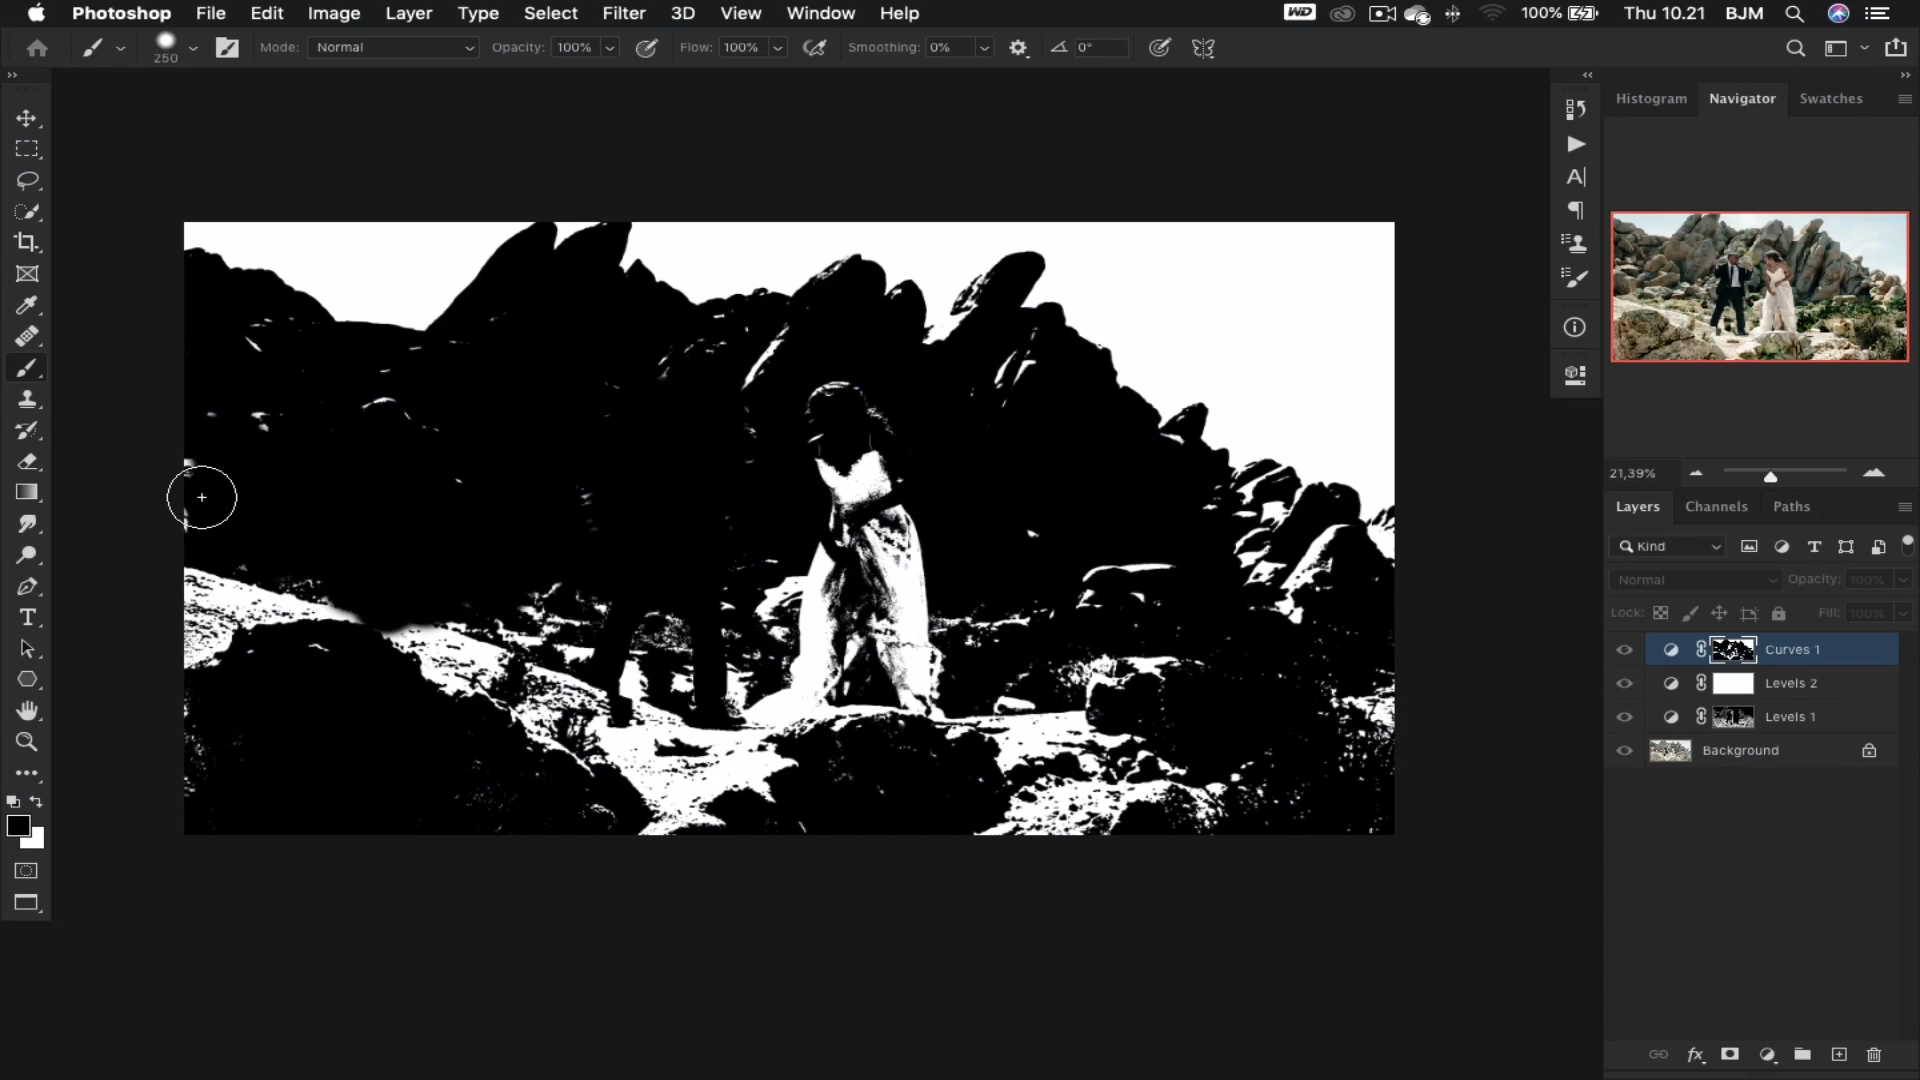 Photoshop File Edit Image Layer Type Select Filter 3D View Window Help WD 100% Thu 10.21 BJM
250 Mode: Normal Opacity: 100% Flow: 100% Smoothing: 0% 0°
Histogram Navigator Swatches
21,39%
Layers Channels Paths
Kind
Normal Opacity: 100%
Lock: Fill: 100%
Curves 1
Levels 2
Levels 1
Background